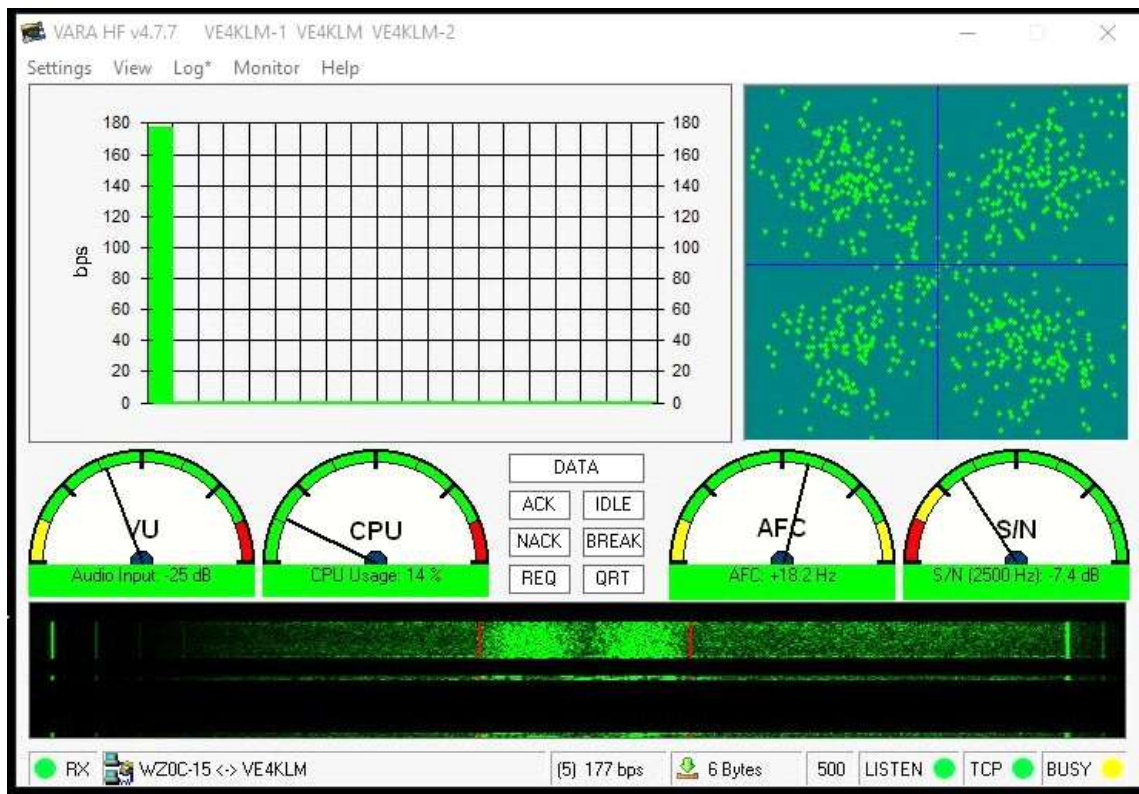 VARA HF v4.7.7 VE4KLM-1 VE4KLM VE4KLM-2
Settings View Log* Monitor Help
180 180
160 160
140 140
120 120
100 100
80 80
60 60
40 40
20 20
0 0
bps
VU
CPU
AFC
S/N
Audio Input: -25 dB
CPU Usage: 14 %
DATA
ACK IDLE
NACK BREAK
REQ QRT
AFC: +18.2 Hz
S/N (2500 Hz): -7.4 dB
RX WZ0C-15 <-> VE4KLM (5) 177 bps 6 Bytes 500 LISTEN TCP BUSY